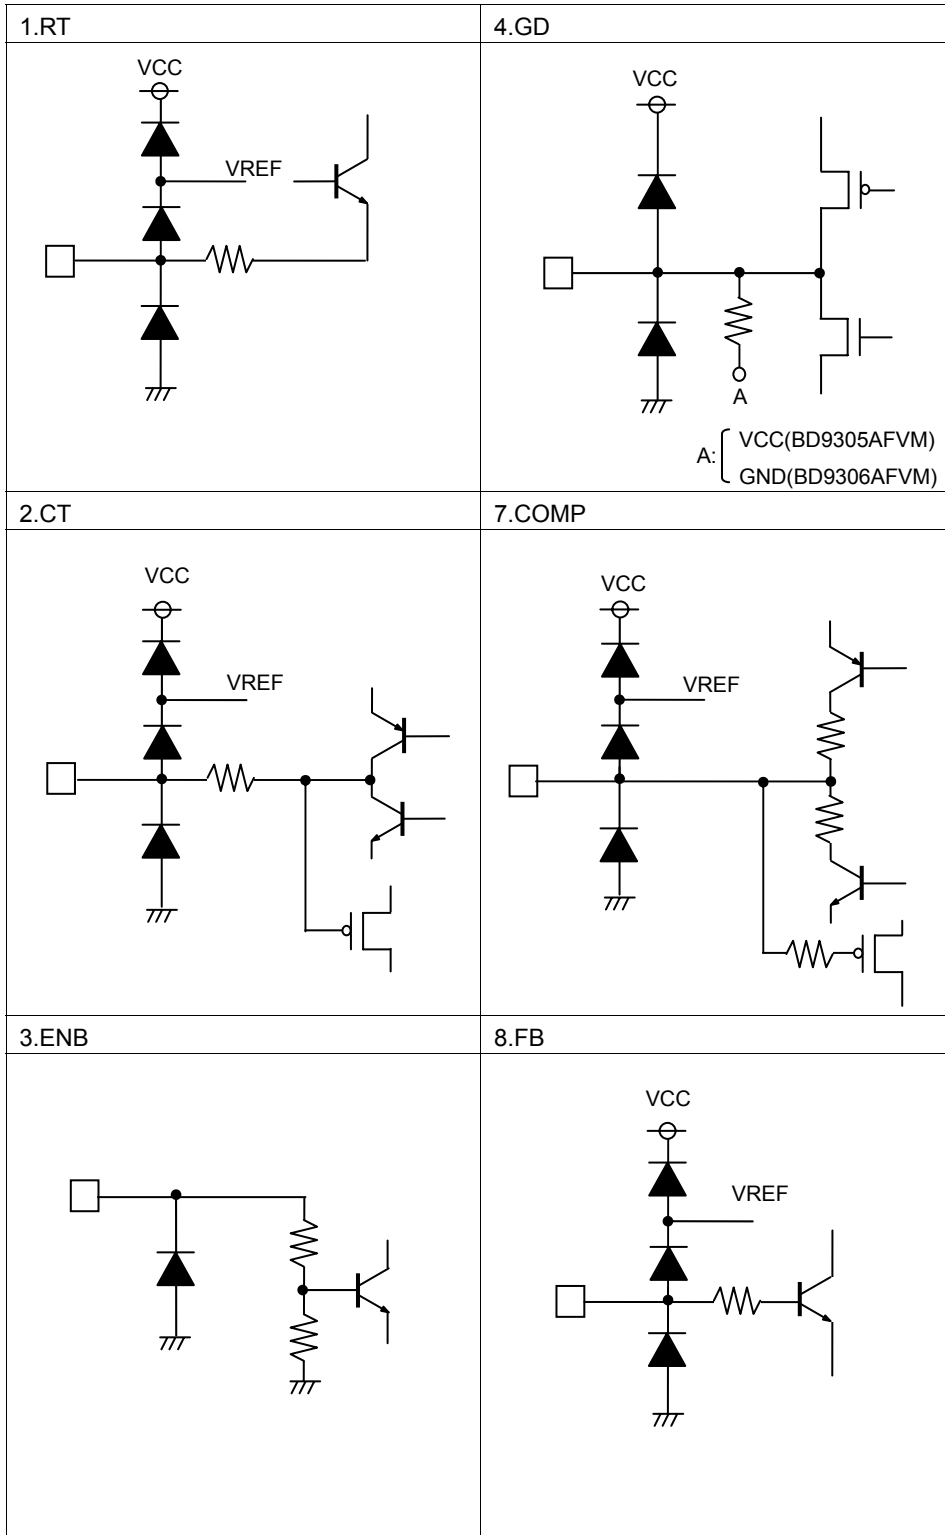 1.RT
4.GD
VCC
VREF
VCC
A
A:
VCC(BD9305AFVM)
GND(BD9306AFVM)
2.CT
7.COMP
VCC
VREF
VCC
VREF
3.ENB
8.FB
VCC
VREF